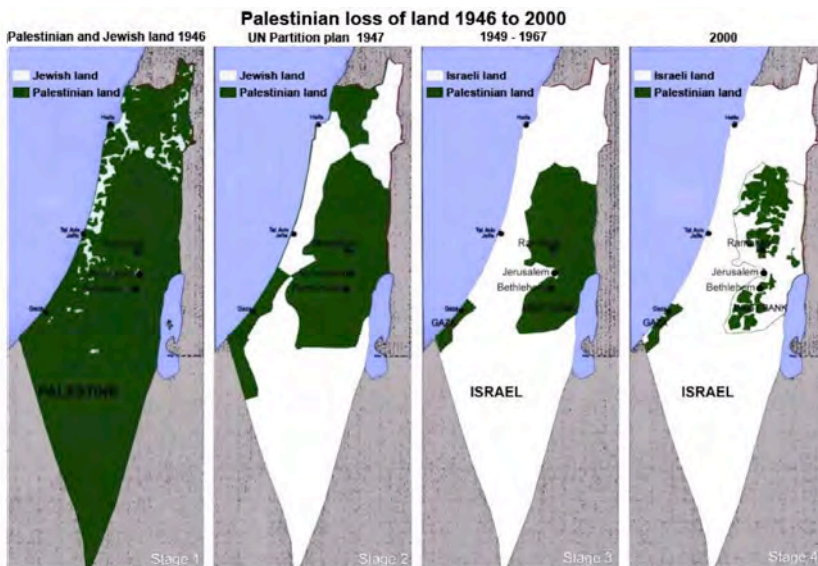 Palestinian loss of land 1946 to 2000
Palestinian and Jewish land 1946
UN Partition plan 1947
1949 - 1967
2000
Jewish land
Palestinian land
Haifa
Tel Aviv
Jaffa
Gaza
PALESTINE
Stage 1
Jewish land
Palestinian land
Haifa
Tel Aviv
Jaffa
Gaza
Stage 2
Israeli land
Palestinian land
Haifa
Tel Aviv
Jaffa
Jerusalem
Bethlehem
Gaza
GAZA
ISRAEL
Stage 3
Israeli land
Palestinian land
Haifa
Tel Aviv
Jaffa
Jerusalem
Bethlehem
Gaza
GAZA
ISRAEL
Stage 4